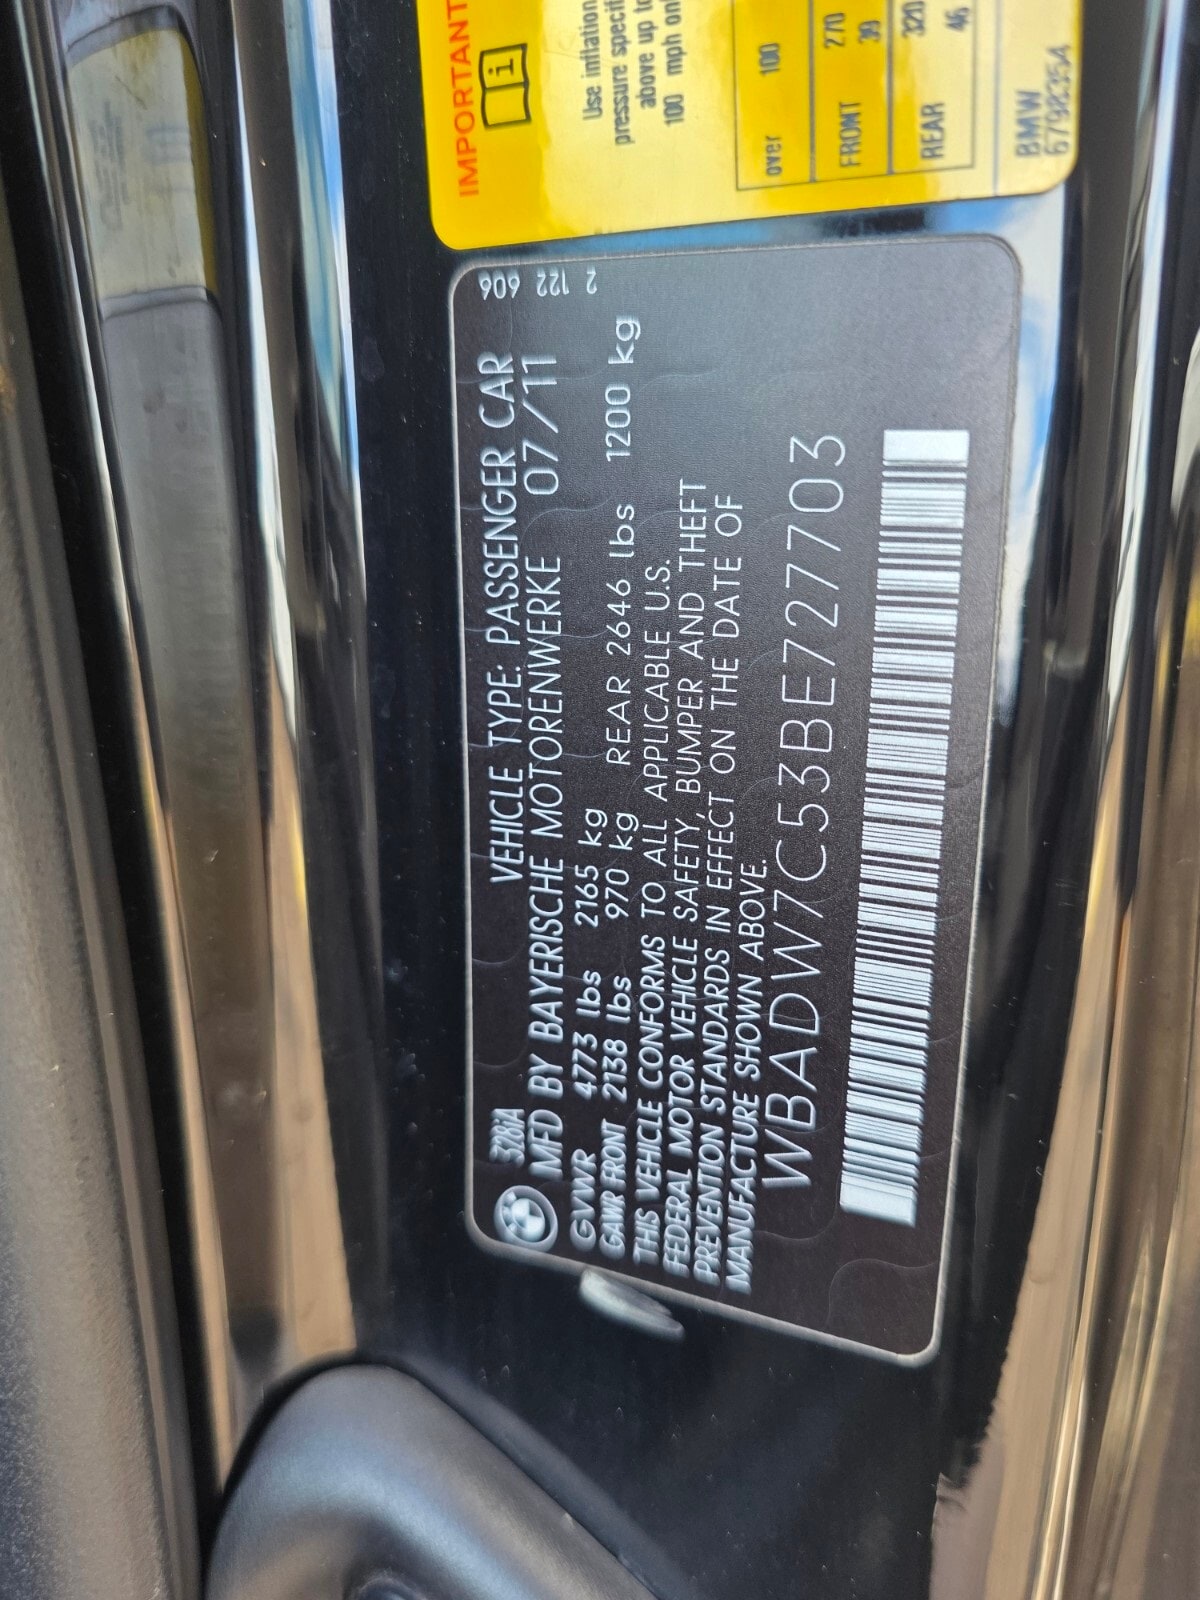 328iA VEHICLE TYPE: PASSENGER CAR
MFD BY BAYERISCHE MOTORENWERKE 07/11
GVWR 4773 lbs 2165 kg
GAWR FRONT 2138 lbs 970 kg REAR 2646 lbs 1200 kg
THIS VEHICLE CONFORMS TO ALL APPLICABLE U.S.
FEDERAL MOTOR VEHICLE SAFETY, BUMPER AND THEFT
PREVENTION STANDARDS IN EFFECT ON THE DATE OF
MANUFACTURE SHOWN ABOVE.
WBADW7C53BE727703
2 122 606
IMPORTANT
Use inflation
pressure specif
above up to
100 mph onl
over 100
FRONT 270
39
REAR 320
46
BMW
6798354